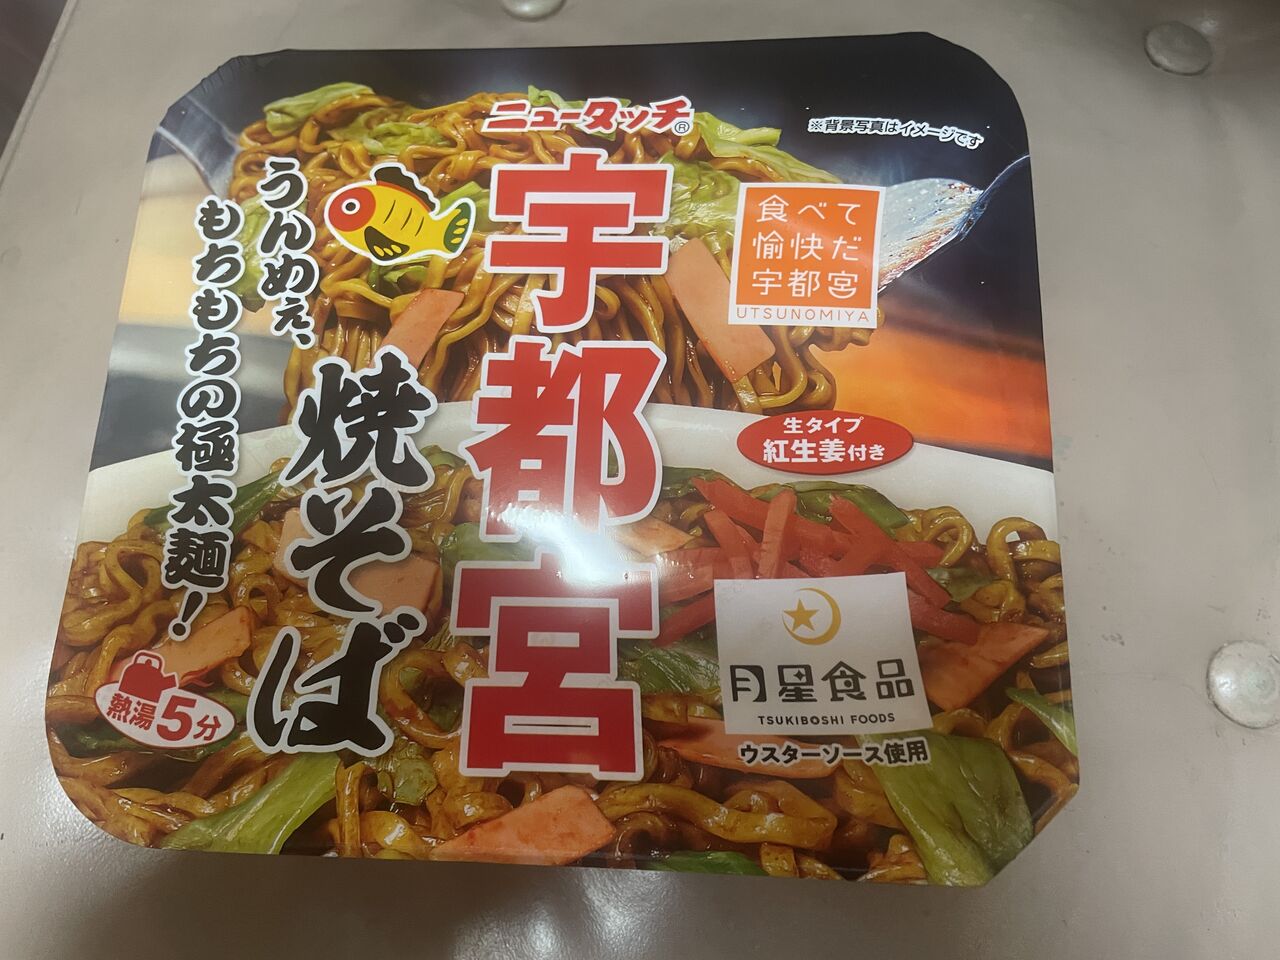 ニュータッチ®
※背景写真はイメージです
宇都宮
焼そば
うんめぇ、
もちもちの極太麺!
食べて
愉快だ
宇都宮
UTSUNOMIYA
生タイプ
紅生姜付き
月星食品
TSUKIBOSHI FOODS
ウスターソース使用
熱湯5分